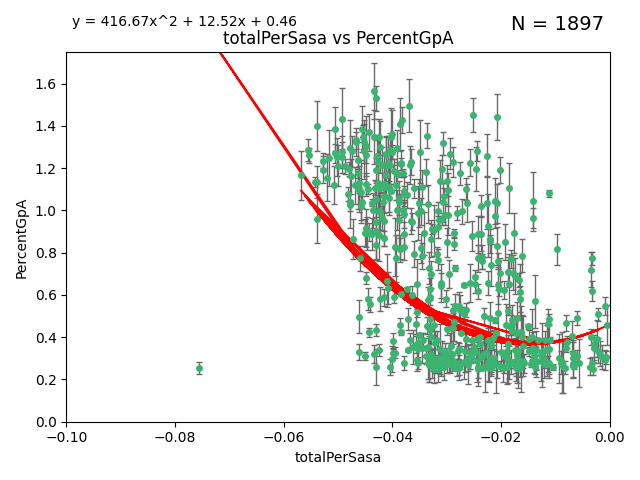 y = 416.67x^2 + 12.52x + 0.46
N = 1897
totalPerSasa vs PercentGpA
PercentGpA
1.6
1.4
1.2
1.0
0.8
0.6
0.4
0.2
0.0
−0.10 −0.08 −0.06 −0.04 −0.02 0.00
totalPerSasa